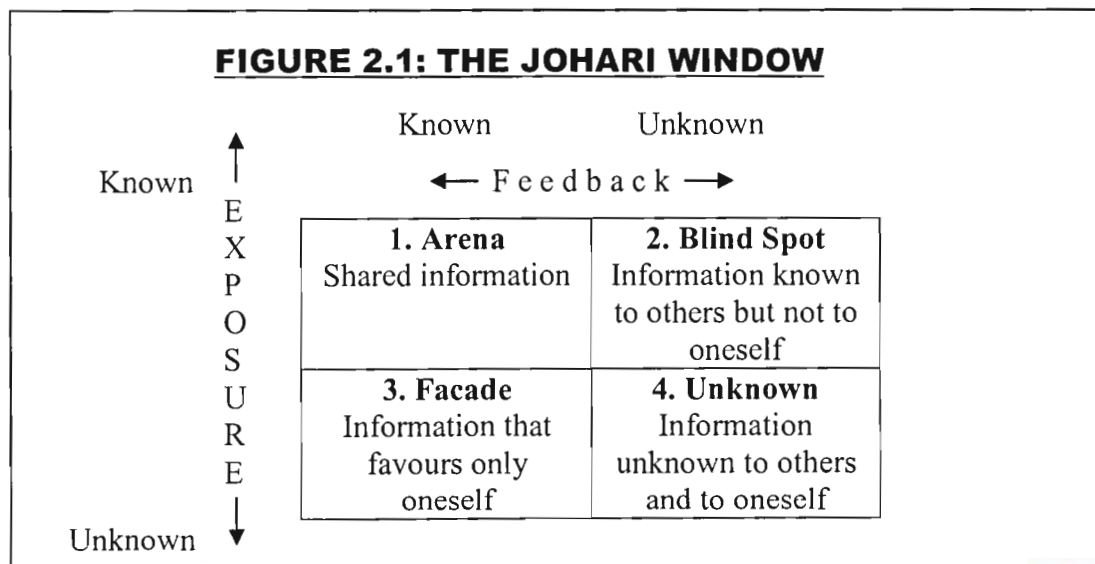 FIGURE 2.1: THE JOHARI WINDOW
Known Unknown
Known
Feedback
EXPOSURE
1. Arena
Shared information
2. Blind Spot
Information known
to others but not to
oneself
3. Facade
Information that
favours only
oneself
4. Unknown
Information
unknown to others
and to oneself
Unknown